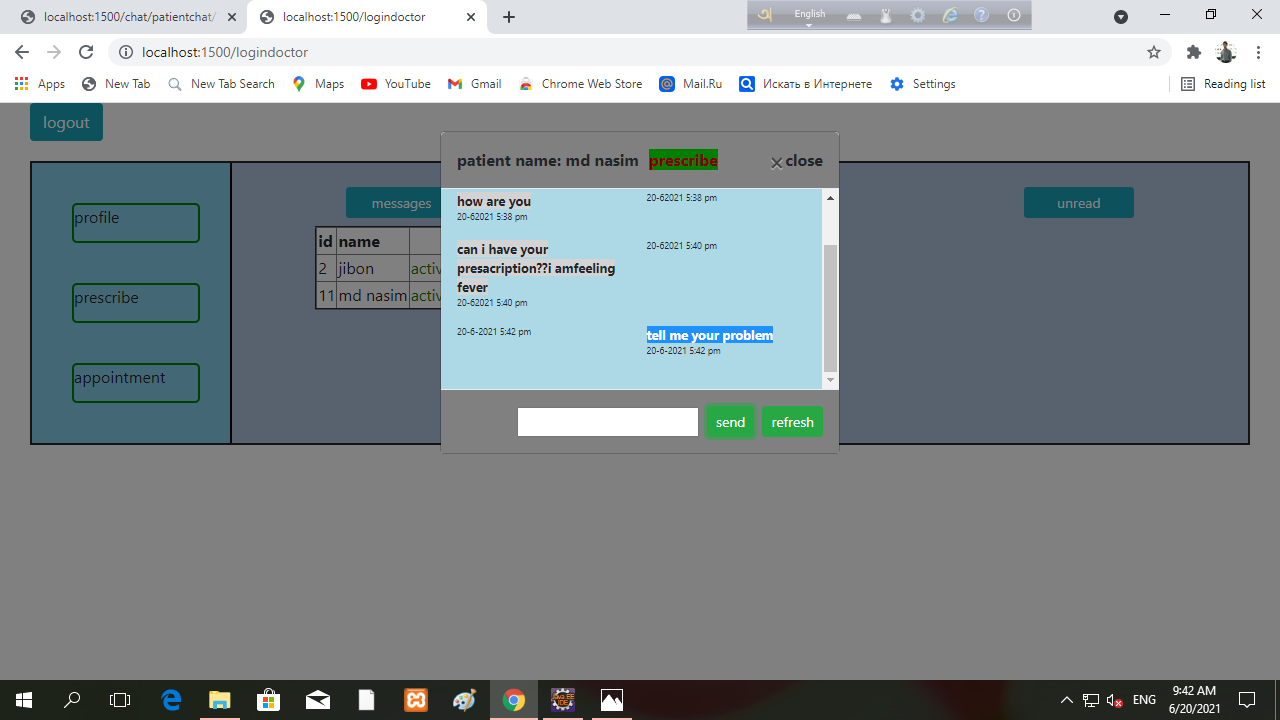 localhost:1500/chat/patientchat/
localhost:1500/logindoctor
English
localhost:1500/logindoctor
Apps
New Tab
New Tab Search
Maps
YouTube
Gmail
Chrome Web Store
Mail.Ru
Искать в Интернете
Settings
Reading list
logout
patient name: md nasim prescribe
close
profile
prescribe
appointment
messages
unread
id name
2 jibon activ
11 md nasim activ
how are you
20-62021 5:38 pm
20-62021 5:38 pm
can i have your
presacription??i amfeeling
fever
20-62021 5:40 pm
20-62021 5:40 pm
20-6-2021 5:42 pm
tell me your problem
20-6-2021 5:42 pm
send
refresh
ENG
9:42 AM
6/20/2021